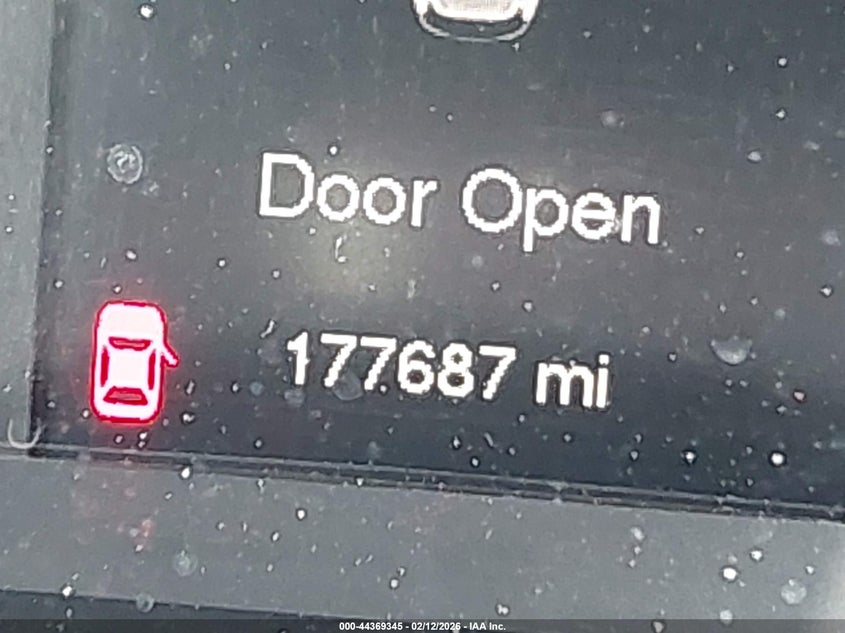 Door Open
177687 mi
000-44369345 - 02/12/2026 - IAA Inc.